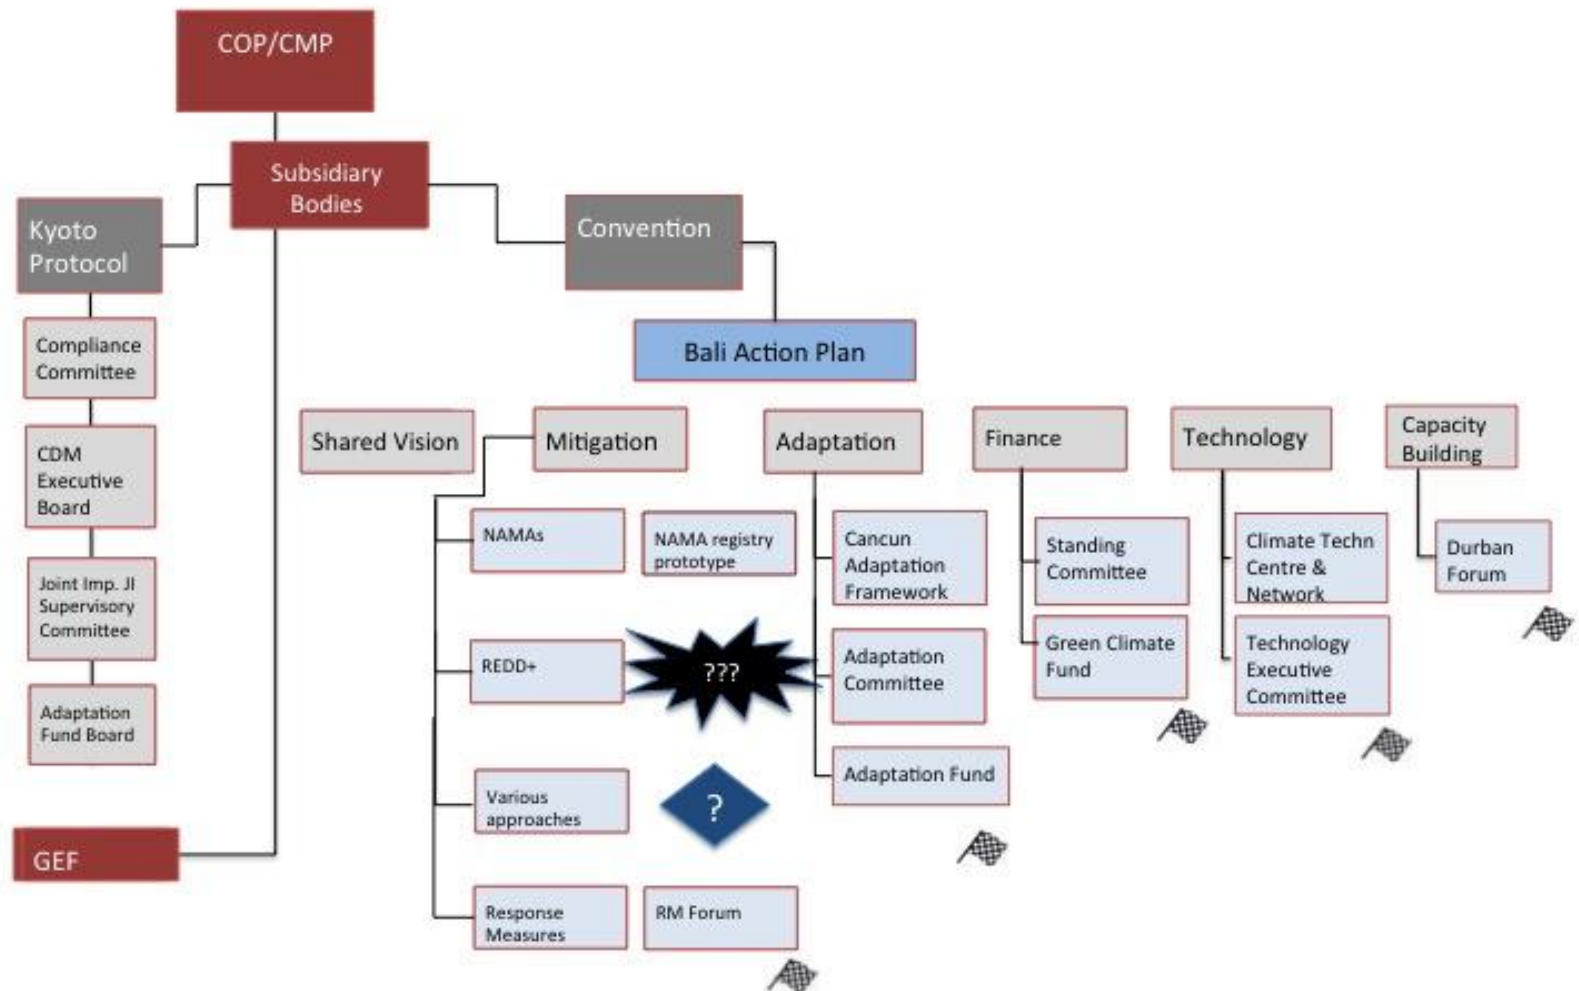 COP/CMP
Subsidiary
Bodies
Kyoto
Protocol
Convention
Compliance
Committee
Bali Action Plan
CDM
Executive
Board
Joint Imp. JI
Supervisory
Committee
Adaptation
Fund Board
GEF
Shared Vision
Mitigation
NAMAs
NAMA registry
prototype
REDD+
???
Various
approaches
?
Response
Measures
RM Forum
Adaptation
Cancun
Adaptation
Framework
Adaptation
Committee
Adaptation Fund
Finance
Standing
Committee
Green Climate
Fund
Technology
Climate Techn
Centre &
Network
Technology
Executive
Committee
Capacity
Building
Durban
Forum